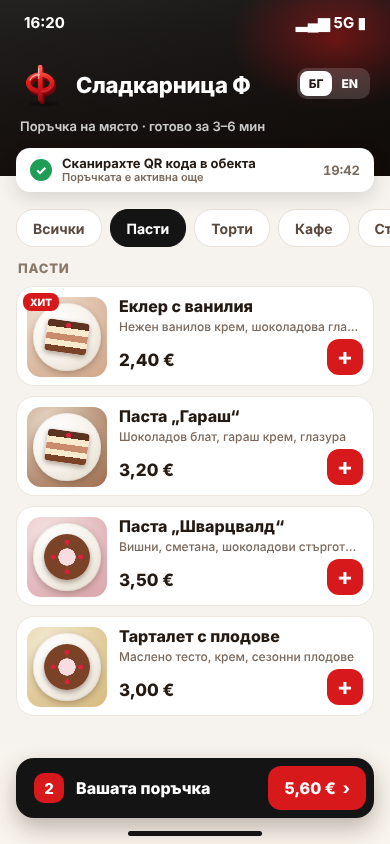 16:20
5G
Сладкарница Ф
БГ
EN
Поръчка на място · готово за 3–6 мин
Сканирахте QR кода в обекта
Поръчката е активна още
19:42
Всички
Пасти
Торти
Кафе
Ст
ПАСТИ
ХИТ
Еклер с ванилия
Нежен ванилов крем, шоколадова гла...
2,40 €
+
Паста „Гараш“
Шоколадов блат, гараш крем, глазура
3,20 €
+
Паста „Шварцвалд“
Вишни, сметана, шоколадови стъргот...
3,50 €
+
Тарталет с плодове
Маслено тесто, крем, сезонни плодове
3,00 €
+
2
Вашата поръчка
5,60 € ›